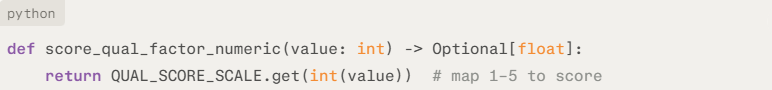 python
def score_qual_factor_numeric(value: int) -> Optional[float]:
    return QUAL_SCORE_SCALE.get(int(value))  # map 1–5 to score